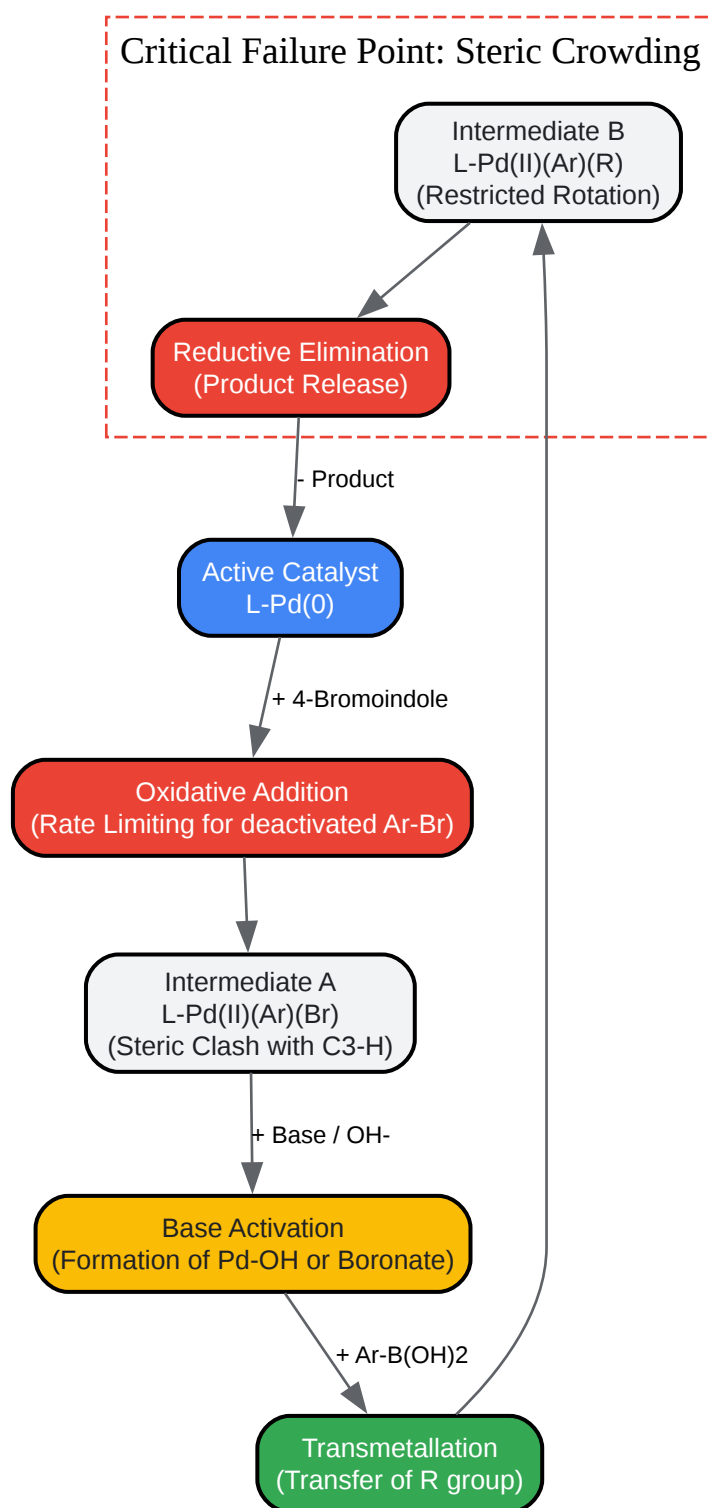 Critical Failure Point: Steric Crowding
Intermediate B
L-Pd(II)(Ar)(R)
(Restricted Rotation)
Reductive Elimination
(Product Release)
- Product
Active Catalyst
L-Pd(0)
+ 4-Bromoindole
Oxidative Addition
(Rate Limiting for deactivated Ar-Br)
Intermediate A
L-Pd(II)(Ar)(Br)
(Steric Clash with C3-H)
+ Base / OH-
Base Activation
(Formation of Pd-OH or Boronate)
+ Ar-B(OH)2
Transmetallation
(Transfer of R group)